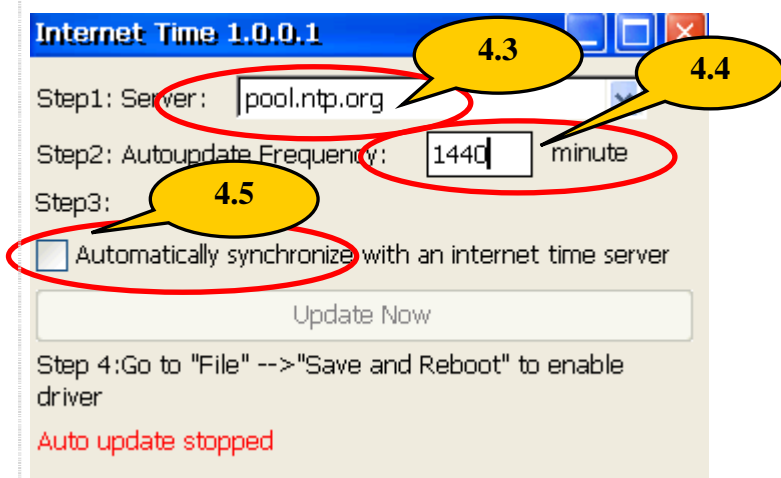 Internet Time 1.0.0.1
4.3
4.4
Step1: Server: pool.ntp.org
Step2: Autoupdate Frequency: 1440 minute
Step3:
4.5
Automatically synchronize with an internet time server
Update Now
Step 4:Go to "File" -->"Save and Reboot" to enable
driver
Auto update stopped